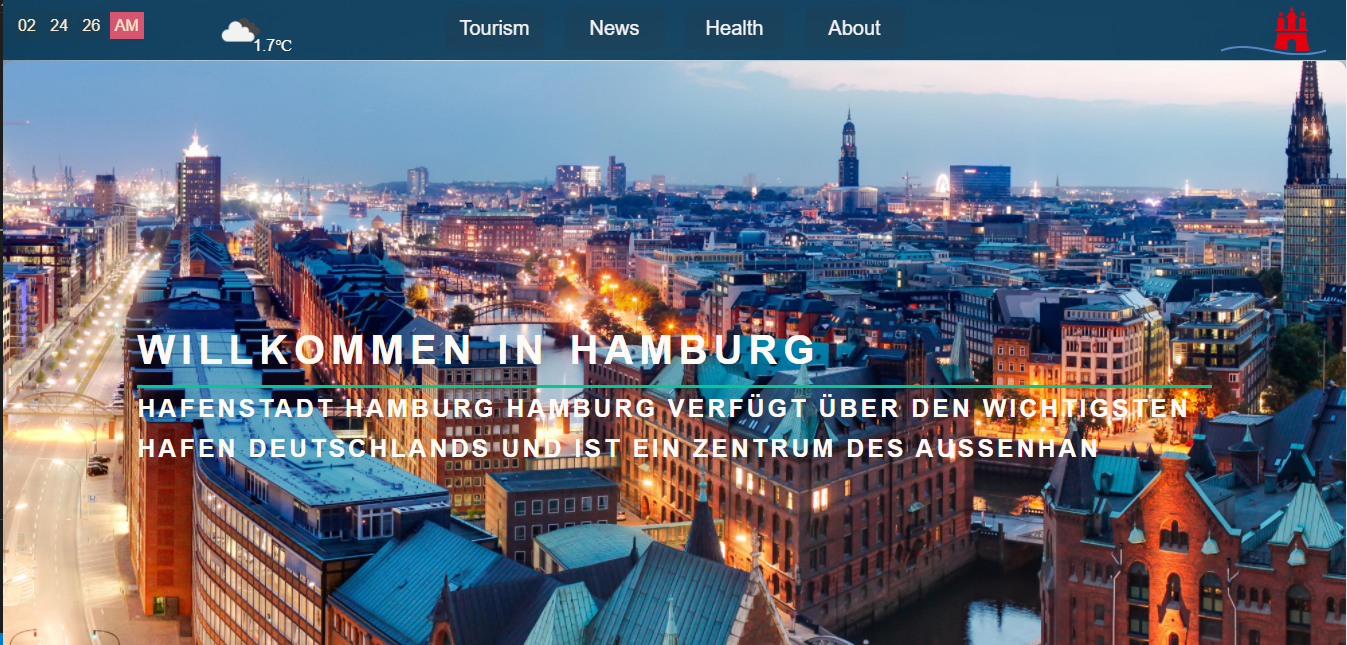 02 24 26 AM
1.7°C
Tourism News Health About
WILLKOMMEN IN HAMBURG
HAFENSTADT HAMBURG HAMBURG VERFÜGT ÜBER DEN WICHTIGSTEN
HAFEN DEUTSCHLANDS UND IST EIN ZENTRUM DES AUSSENHAN